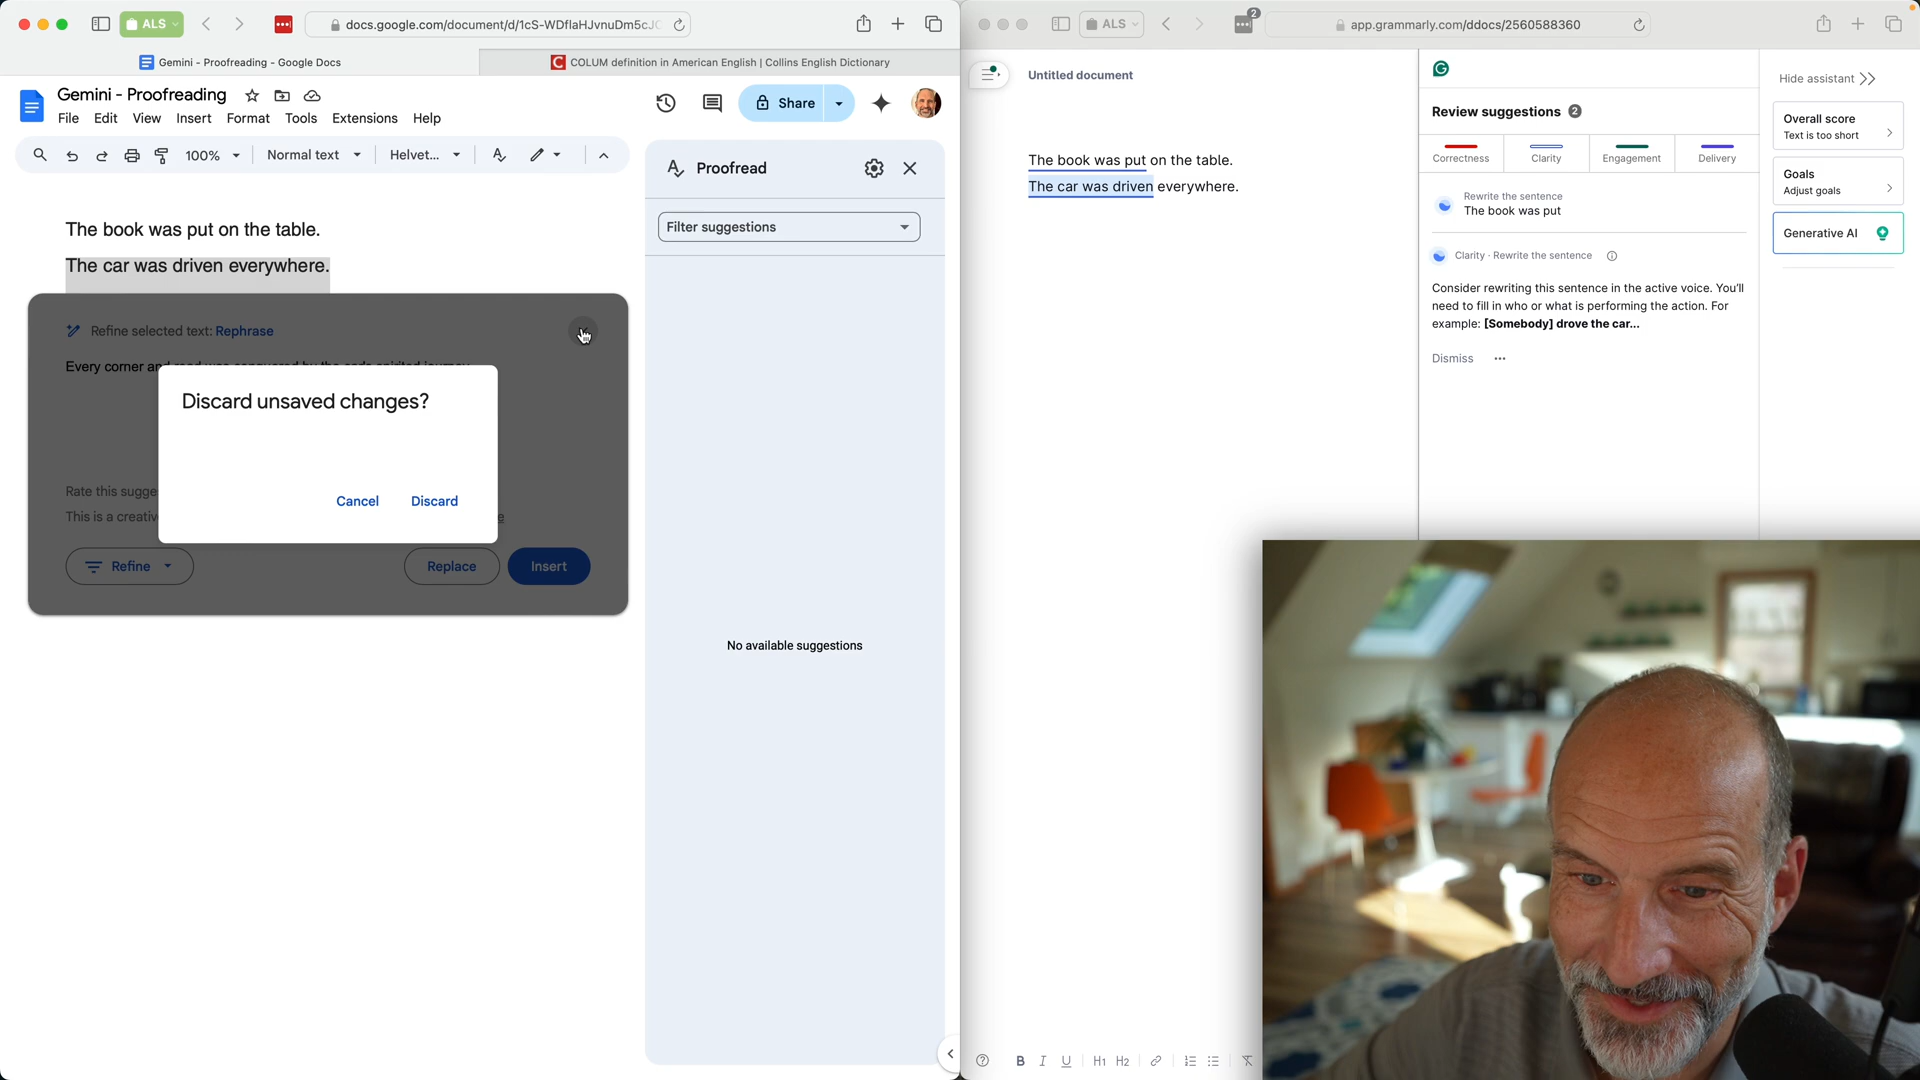 ALS
docs.google.com/document/d/1cS-WDflaHJvnuDm5cJC
Gemini - Proofreading - Google Docs
COLUM definition in American English | Collins English Dictionary
Gemini - Proofreading
File Edit View Insert Format Tools Extensions Help
Share
100% Normal text Helvet...
Proofread
Filter suggestions
No available suggestions
The book was put on the table.
The car was driven everywhere.
Refine selected text: Rephrase
Every corner an
Discard unsaved changes?
Cancel Discard
Rate this sugge
This is a creativ
Refine Replace Insert
ALS
2
app.grammarly.com/ddocs/2560588360
Untitled document
The book was put on the table.
The car was driven everywhere.
Review suggestions 2
Correctness Clarity Engagement Delivery
Rewrite the sentence
The book was put
Clarity · Rewrite the sentence
Consider rewriting this sentence in the active voice. You'll
need to fill in who or what is performing the action. For
example: [Somebody] drove the car...
Dismiss
Hide assistant
Overall score
Text is too short
Goals
Adjust goals
Generative AI
B I U H1 H2